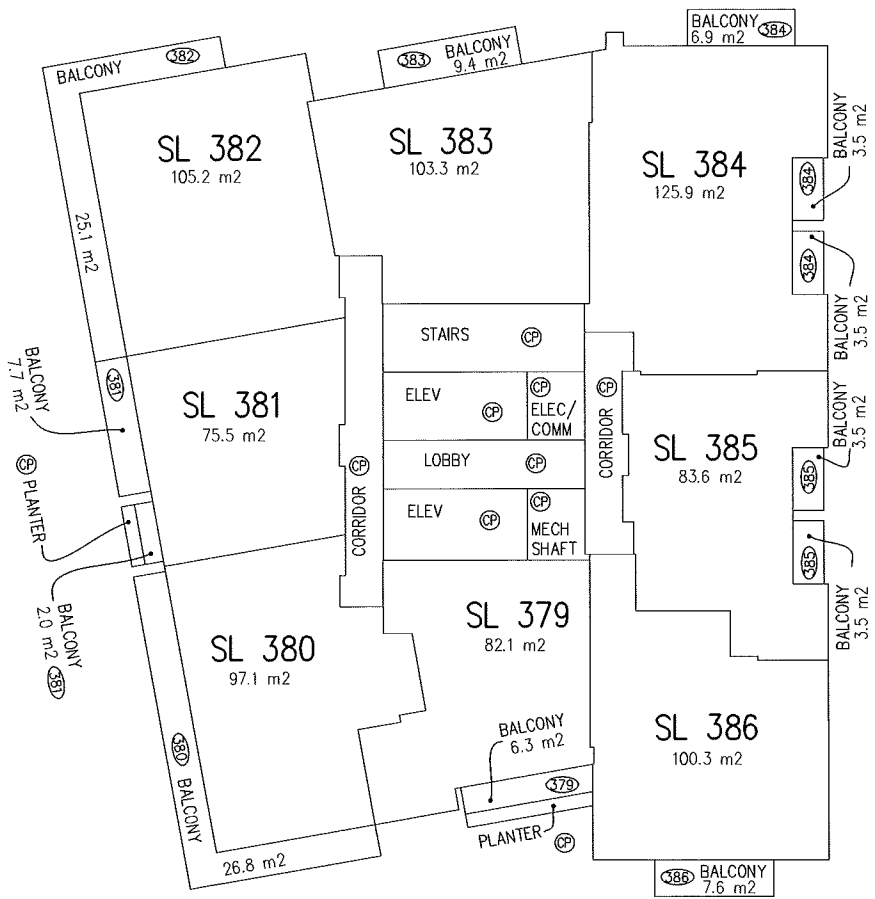 BALCONY
382
383
BALCONY
9.4 m2
BALCONY
6.9 m2
384
SL 382
105.2 m2
25.1 m2
SL 383
103.3 m2
SL 384
125.9 m2
384
BALCONY
3.5 m2
384
BALCONY
3.5 m2
STAIRS
CP
ELEV
CP
CP
ELEC/
COMM
CP
CORRIDOR
LOBBY
CP
ELEV
CP
CP
MECH
SHAFT
CP
CORRIDOR
BALCONY
7.7 m2
381
SL 381
75.5 m2
CP
PLANTER
BALCONY
2.0 m2
381
SL 385
83.6 m2
385
BALCONY
3.5 m2
385
BALCONY
3.5 m2
SL 380
97.1 m2
380
BALCONY
26.8 m2
SL 379
82.1 m2
BALCONY
6.3 m2
379
PLANTER
CP
SL 386
100.3 m2
386
BALCONY
7.6 m2